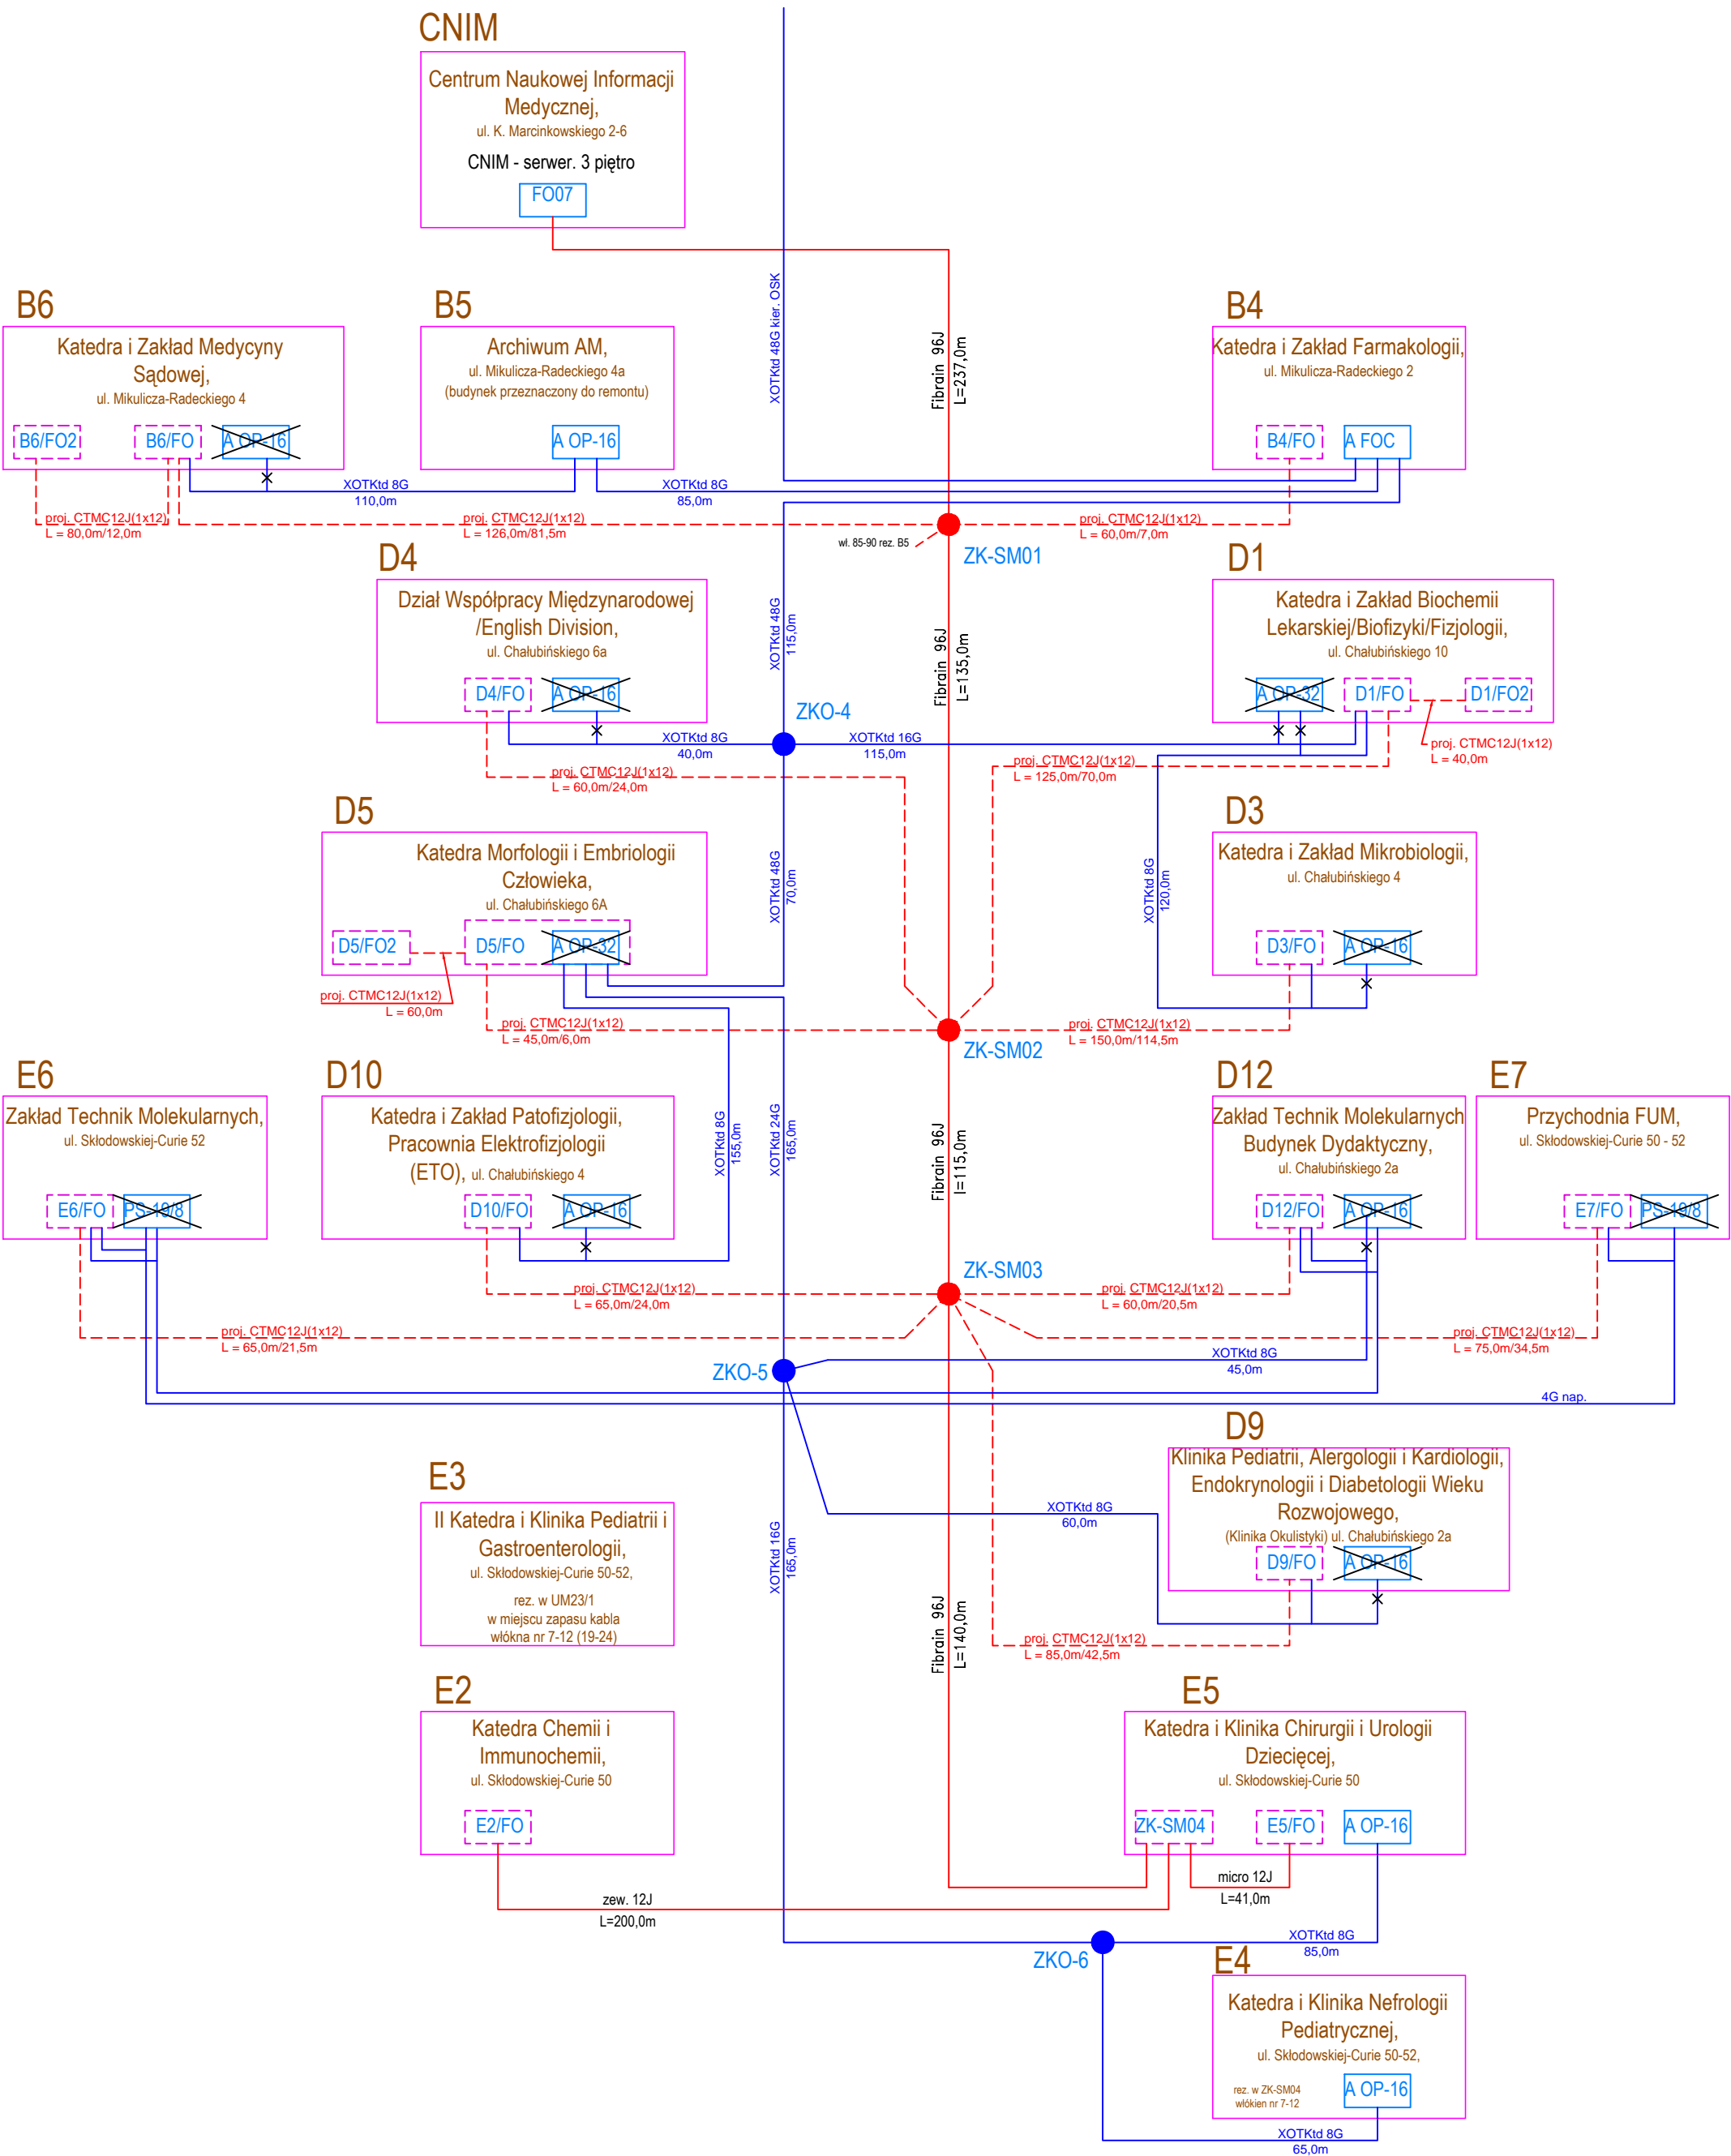 CNIM
Centrum Naukowej Informacji
Medycznej,
ul. K. Marcinkowskiego 2-6
CNIM - serwer. 3 piętro
FO07
XOTKtd 48G kier. OSK
Fibrain 96J
L=237,0m
B6
Katedra i Zakład Medycyny
Sądowej,
ul. Mikulicza-Radeckiego 4
B6/FO2
B6/FO
A OP-16
B5
Archiwum AM,
ul. Mikulicza-Radeckiego 4a
(budynek przeznaczony do remontu)
A OP-16
B4
Katedra i Zakład Farmakologii,
ul. Mikulicza-Radeckiego 2
B4/FO
A FOC
XOTKtd 8G
110,0m
XOTKtd 8G
85,0m
proj. CTMC12J(1x12)
L = 80,0m/12,0m
proj. CTMC12J(1x12)
L = 126,0m/81,5m
proj. CTMC12J(1x12)
L = 60,0m/7,0m
wł. 85-90 rez. B5
ZK-SM01
D4
Dział Współpracy Międzynarodowej
/English Division,
ul. Chałubińskiego 6a
D4/FO
A OP-16
XOTKtd 48G
115,0m
Fibrain 96J
L=135,0m
D1
Katedra i Zakład Biochemii
Lekarskiej/Biofizyki/Fizjologii,
ul. Chałubińskiego 10
A OP-32
D1/FO
D1/FO2
ZKO-4
XOTKtd 8G
40,0m
XOTKtd 16G
115,0m
proj. CTMC12J(1x12)
L = 40,0m
proj. CTMC12J(1x12)
L = 60,0m/24,0m
proj. CTMC12J(1x12)
L = 125,0m/70,0m
D5
Katedra Morfologii i Embriologii
Człowieka,
ul. Chałubińskiego 6A
D5/FO2
D5/FO
A OP-32
XOTKtd 48G
70,0m
XOTKtd 8G
120,0m
D3
Katedra i Zakład Mikrobiologii,
ul. Chałubińskiego 4
D3/FO
A OP-16
proj. CTMC12J(1x12)
L = 60,0m
proj. CTMC12J(1x12)
L = 45,0m/6,0m
proj. CTMC12J(1x12)
L = 150,0m/114,5m
ZK-SM02
E6
Zakład Technik Molekularnych,
ul. Skłodowskiej-Curie 52
E6/FO
PS-19/8
D10
Katedra i Zakład Patofizjologii,
Pracownia Elektrofizjologii
(ETO), ul. Chałubińskiego 4
D10/FO
A OP-16
XOTKtd 8G
155,0m
XOTKtd 24G
165,0m
Fibrain 96J
l=115,0m
D12
Zakład Technik Molekularnych
Budynek Dydaktyczny,
ul. Chałubińskiego 2a
D12/FO
A OP-16
E7
Przychodnia FUM,
ul. Skłodowskiej-Curie 50 - 52
E7/FO
PS-19/8
ZK-SM03
proj. CTMC12J(1x12)
L = 65,0m/24,0m
proj. CTMC12J(1x12)
L = 60,0m/20,5m
proj. CTMC12J(1x12)
L = 65,0m/21,5m
proj. CTMC12J(1x12)
L = 75,0m/34,5m
ZKO-5
XOTKtd 8G
45,0m
4G nap.
D9
Klinika Pediatrii, Alergologii i Kardiologii,
Endokrynologii i Diabetologii Wieku
Rozwojowego,
(Klinika Okulistyki) ul. Chałubińskiego 2a
D9/FO
A OP-16
E3
II Katedra i Klinika Pediatrii i
Gastroenterologii,
ul. Skłodowskiej-Curie 50-52,
rez. w UM23/1
w miejscu zapasu kabla
włókna nr 7-12 (19-24)
XOTKtd 8G
60,0m
XOTKtd 16G
165,0m
Fibrain 96J
L=140,0m
proj. CTMC12J(1x12)
L = 85,0m/42,5m
E2
Katedra Chemii i
Immunochemii,
ul. Skłodowskiej-Curie 50
E2/FO
E5
Katedra i Klinika Chirurgii i Urologii
Dziecięcej,
ul. Skłodowskiej-Curie 50
ZK-SM04
E5/FO
A OP-16
micro 12J
L=41,0m
zew. 12J
L=200,0m
XOTKtd 8G
85,0m
ZKO-6
E4
Katedra i Klinika Nefrologii
Pediatrycznej,
ul. Skłodowskiej-Curie 50-52,
rez. w ZK-SM04
włókien nr 7-12
A OP-16
XOTKtd 8G
65,0m